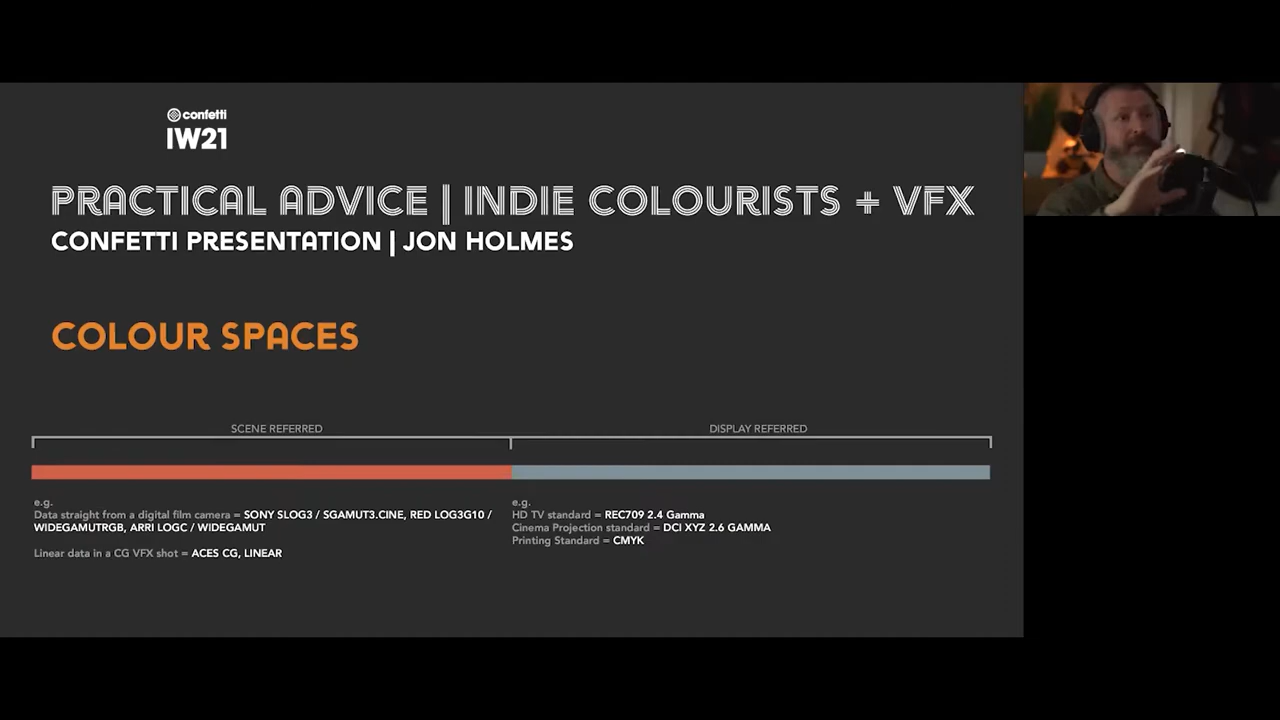 confetti
IW21
PRACTICAL ADVICE | INDIE COLOURISTS + VFX
CONFETTI PRESENTATION | JON HOLMES
COLOUR SPACES
SCENE REFERRED
DISPLAY REFERRED
e.g.
Data straight from a digital film camera = SONY SLOG3 / SGAMUT3.CINE, RED LOG3G10 /
WIDEGAMUTRGB, ARRI LOGC / WIDEGAMUT
Linear data in a CG VFX shot = ACES CG, LINEAR
e.g.
HD TV standard = REC709 2.4 Gamma
Cinema Projection standard = DCI XYZ 2.6 GAMMA
Printing Standard = CMYK